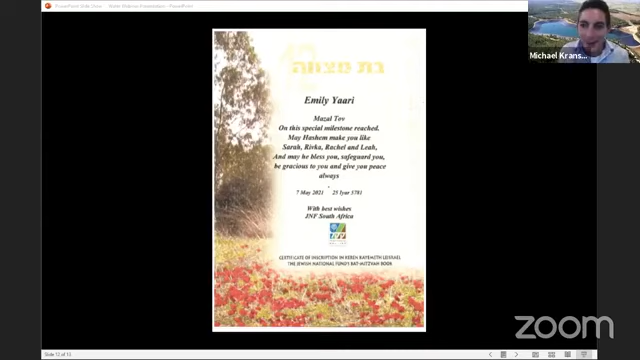 PowerPoint Slide Show - Water Webinar Presentation - PowerPoint
Michael Krans...
בת מצוה
Emily Yaari
Mazal Tov
On this special milestone reached.
May Hashem make you like
Sarah, Rivka, Rachel and Leah,
And may he bless you, safeguard you,
be gracious to you and give you peace
always
7 May 2021 25 Iyar 5781
With best wishes
JNF South Africa
CERTIFICATE OF INSCRIPTION IN KEREN KAYEMETH LEISRAEL
THE JEWISH NATIONAL FUND'S BAT-MITZVAH BOOK
Slide 12 of 13
zoom